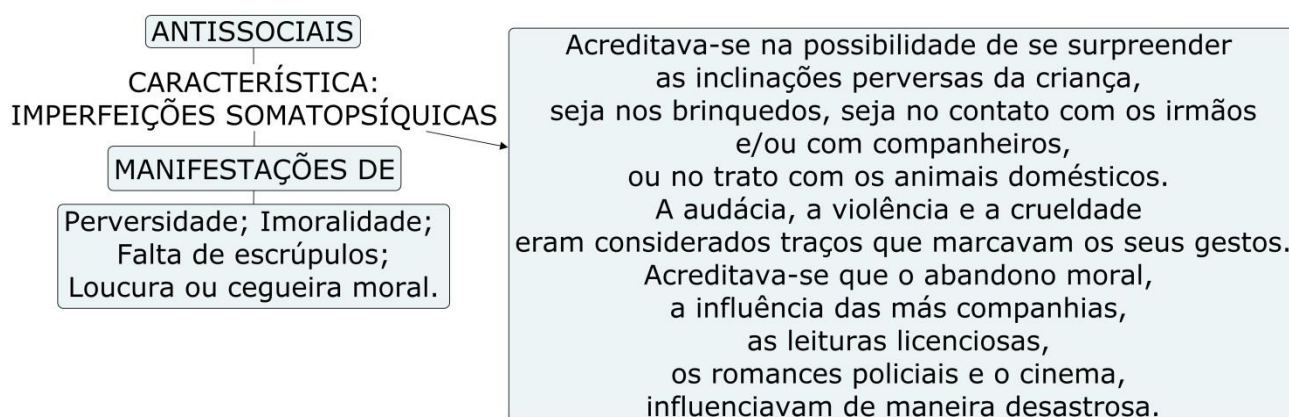 ANTISSOCIAIS
CARACTERÍSTICA:
IMPERFEIÇÕES SOMATOPSÍQUICAS
MANIFESTAÇÕES DE
Perversidade; Imoralidade;
Falta de escrúpulos;
Loucura ou cegueira moral.
Acreditava-se na possibilidade de se surpreender
as inclinações perversas da criança,
seja nos brinquedos, seja no contato com os irmãos
e/ou com companheiros,
ou no trato com os animais domésticos.
A audácia, a violência e a crueldade
eram considerados traços que marcavam os seus gestos.
Acreditava-se que o abandono moral,
a influência das más companhias,
as leituras licenciosas,
os romances policiais e o cinema,
influenciavam de maneira desastrosa.